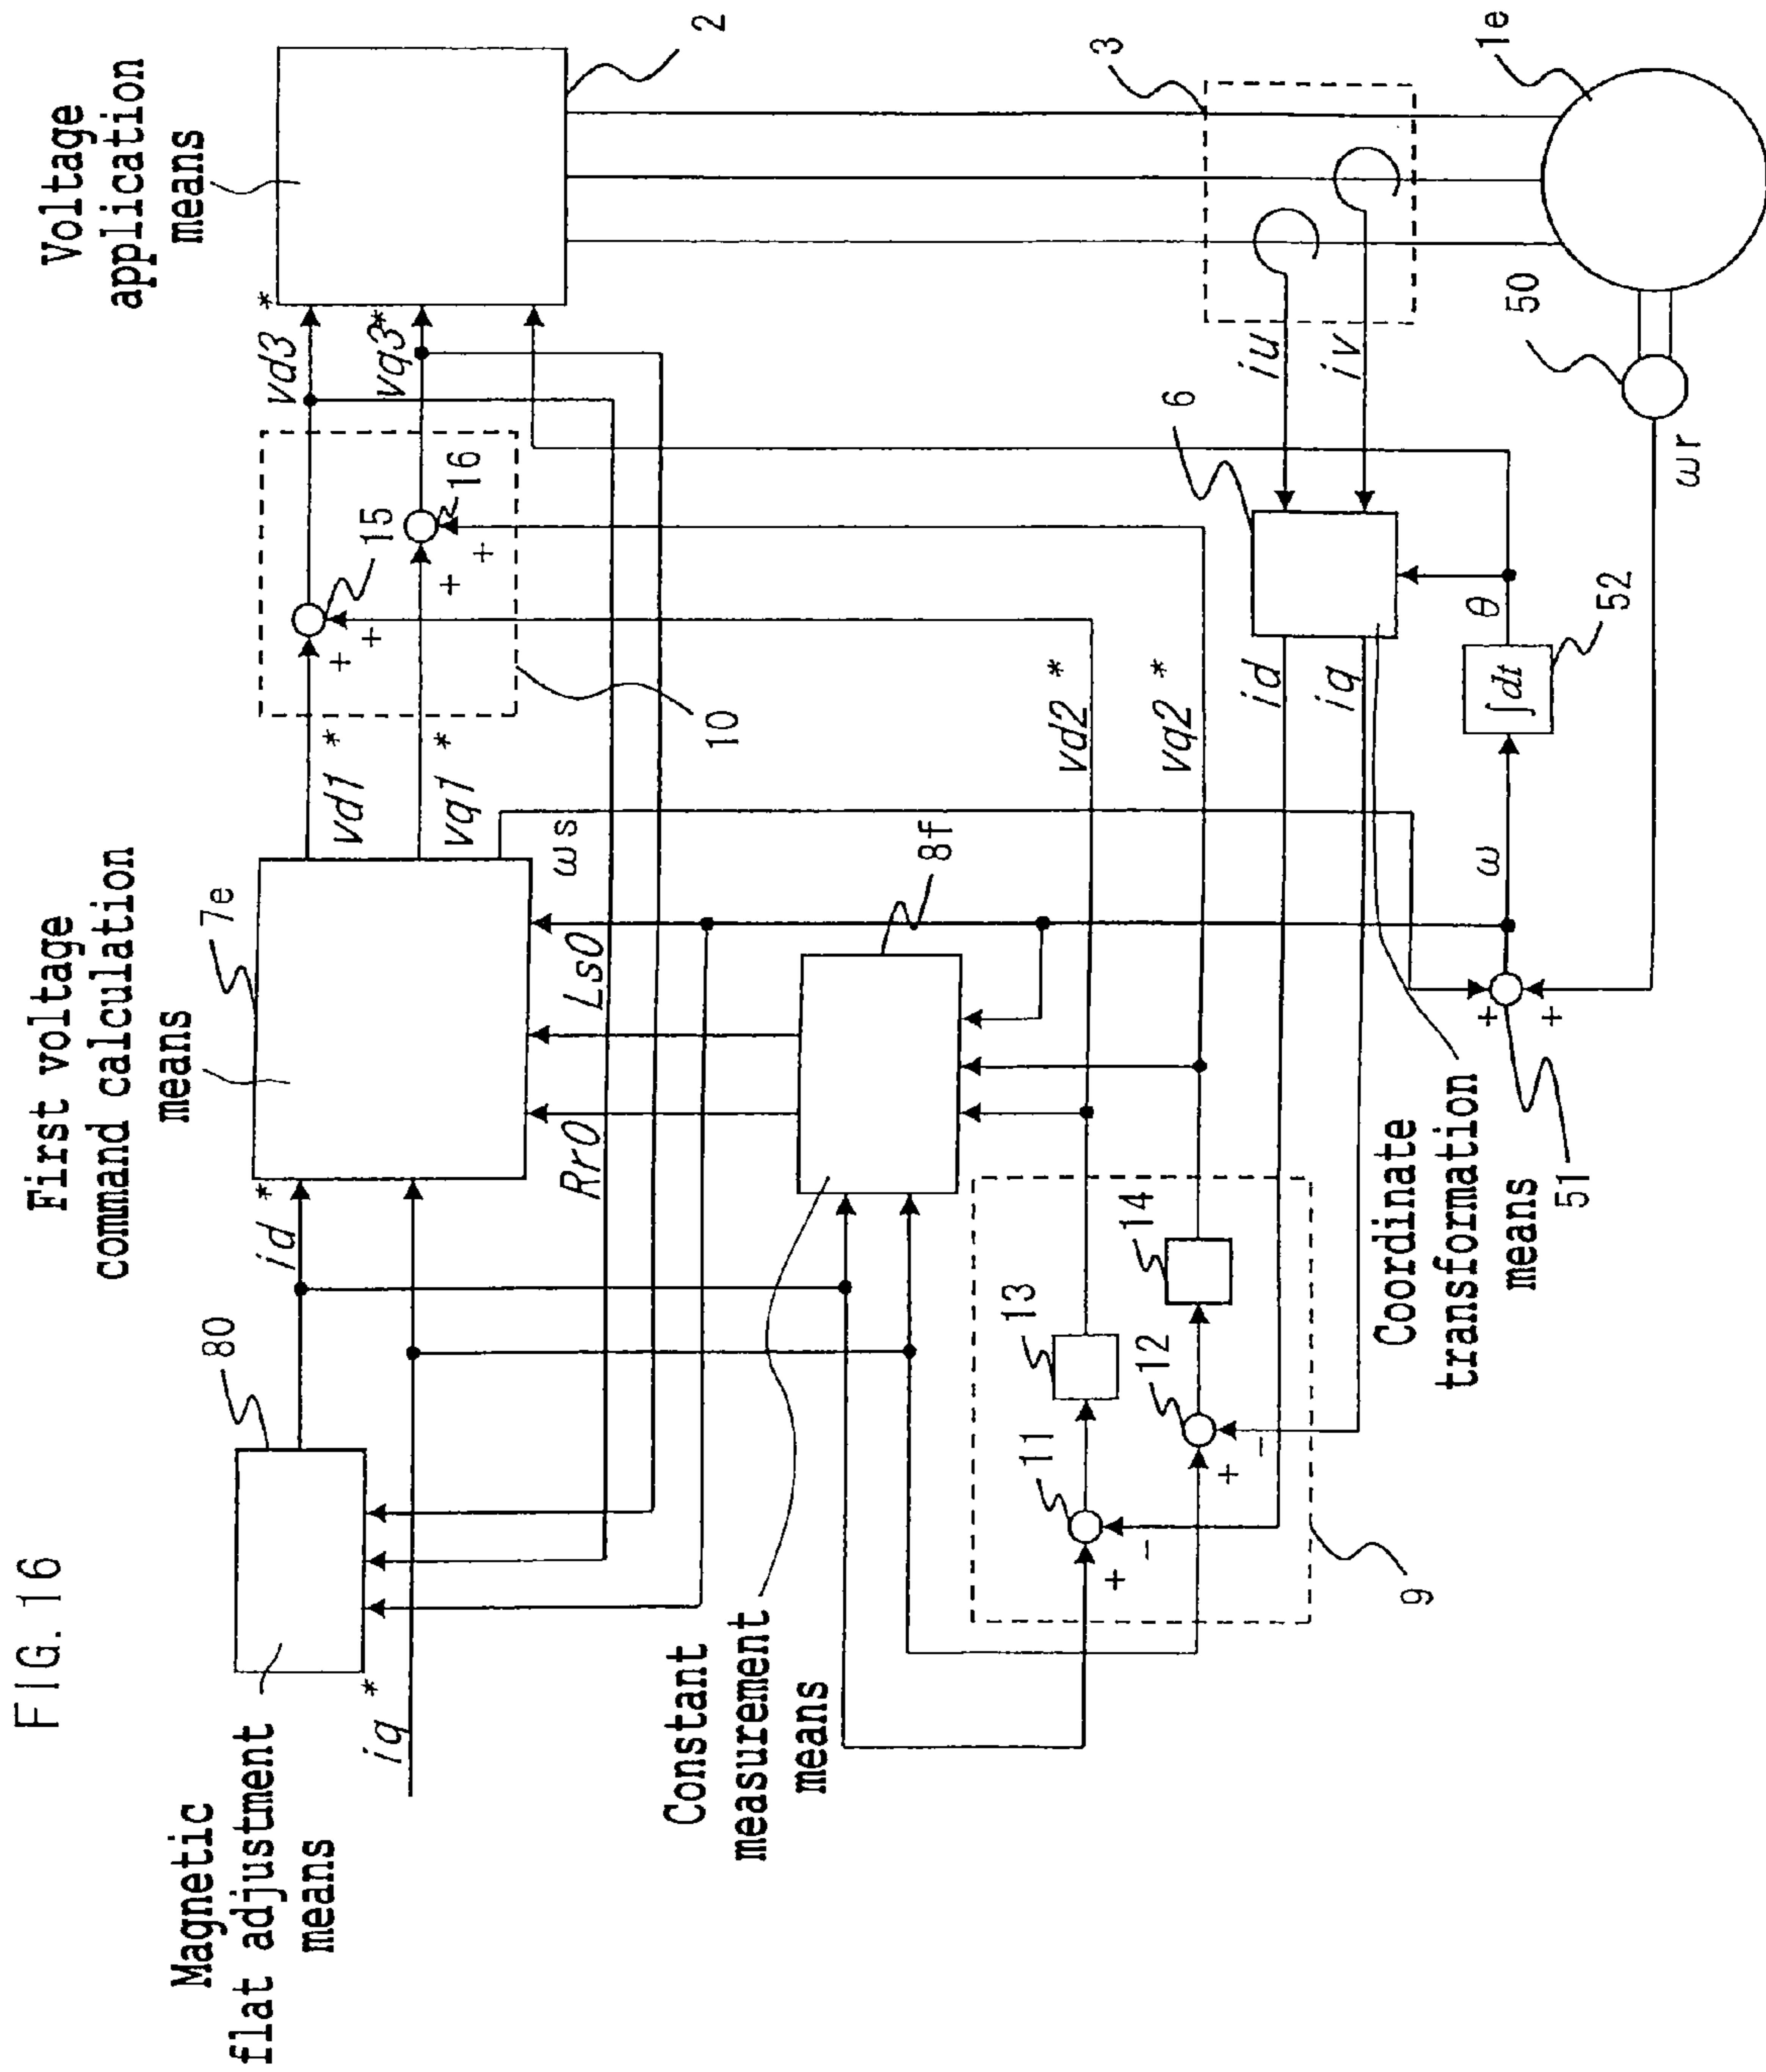 FIG.16
Magnetic
flat adjustment
means
80
iq*
id*
First voltage
command calculation
means
7e
vd1*
vq1*
ωs
Rr0
Ls0
10
15
+
+
16
+
+
vd3*
vq3*
Voltage
application
means
2
Constant
measurement
means
8f
vd2*
vq2*
9
11
+
−
12
+
−
13
14
id
iq
6
iu
iv
3
Coordinate
transformation
means
51
+
+
ω
∫dt
52
θ
ωr
50
1e